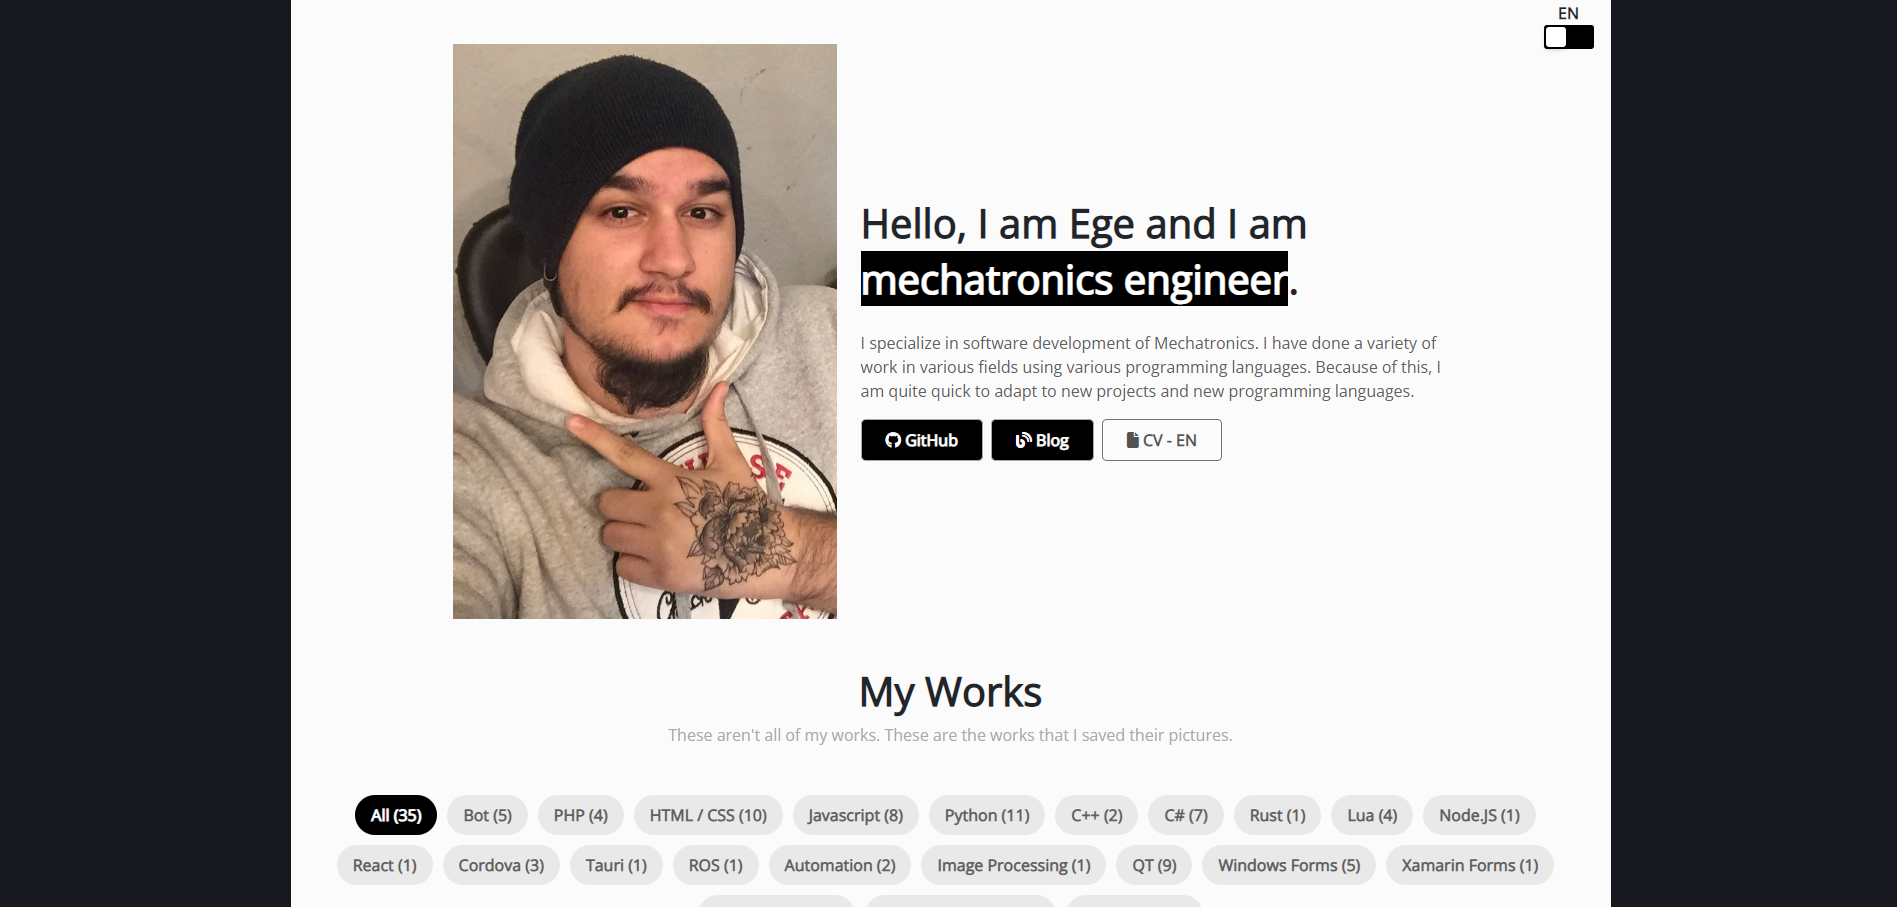 EN
Hello, I am Ege and I am
mechatronics engineer.
I specialize in software development of Mechatronics. I have done a variety of
work in various fields using various programming languages. Because of this, I
am quite quick to adapt to new projects and new programming languages.
GitHub Blog CV - EN
My Works
These aren't all of my works. These are the works that I saved their pictures.
All (35) Bot (5) PHP (4) HTML / CSS (10) Javascript (8) Python (11) C++ (2) C# (7) Rust (1) Lua (4) Node.JS (1)
React (1) Cordova (3) Tauri (1) ROS (1) Automation (2) Image Processing (1) QT (9) Windows Forms (5) Xamarin Forms (1)